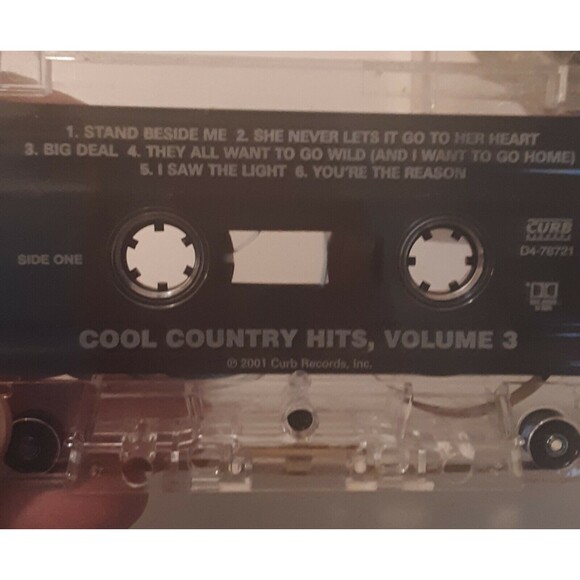 1. STAND BESIDE ME 2. SHE NEVER LETS IT GO TO HER HEART
3. BIG DEAL 4. THEY ALL WANT TO GO WILD (AND I WANT TO GO HOME)
5. I SAW THE LIGHT 6. YOU'RE THE REASON
CURB
SIDE ONE
D4-78721
COOL COUNTRY HITS, VOLUME 3
℗ 2001 Curb Records, Inc.